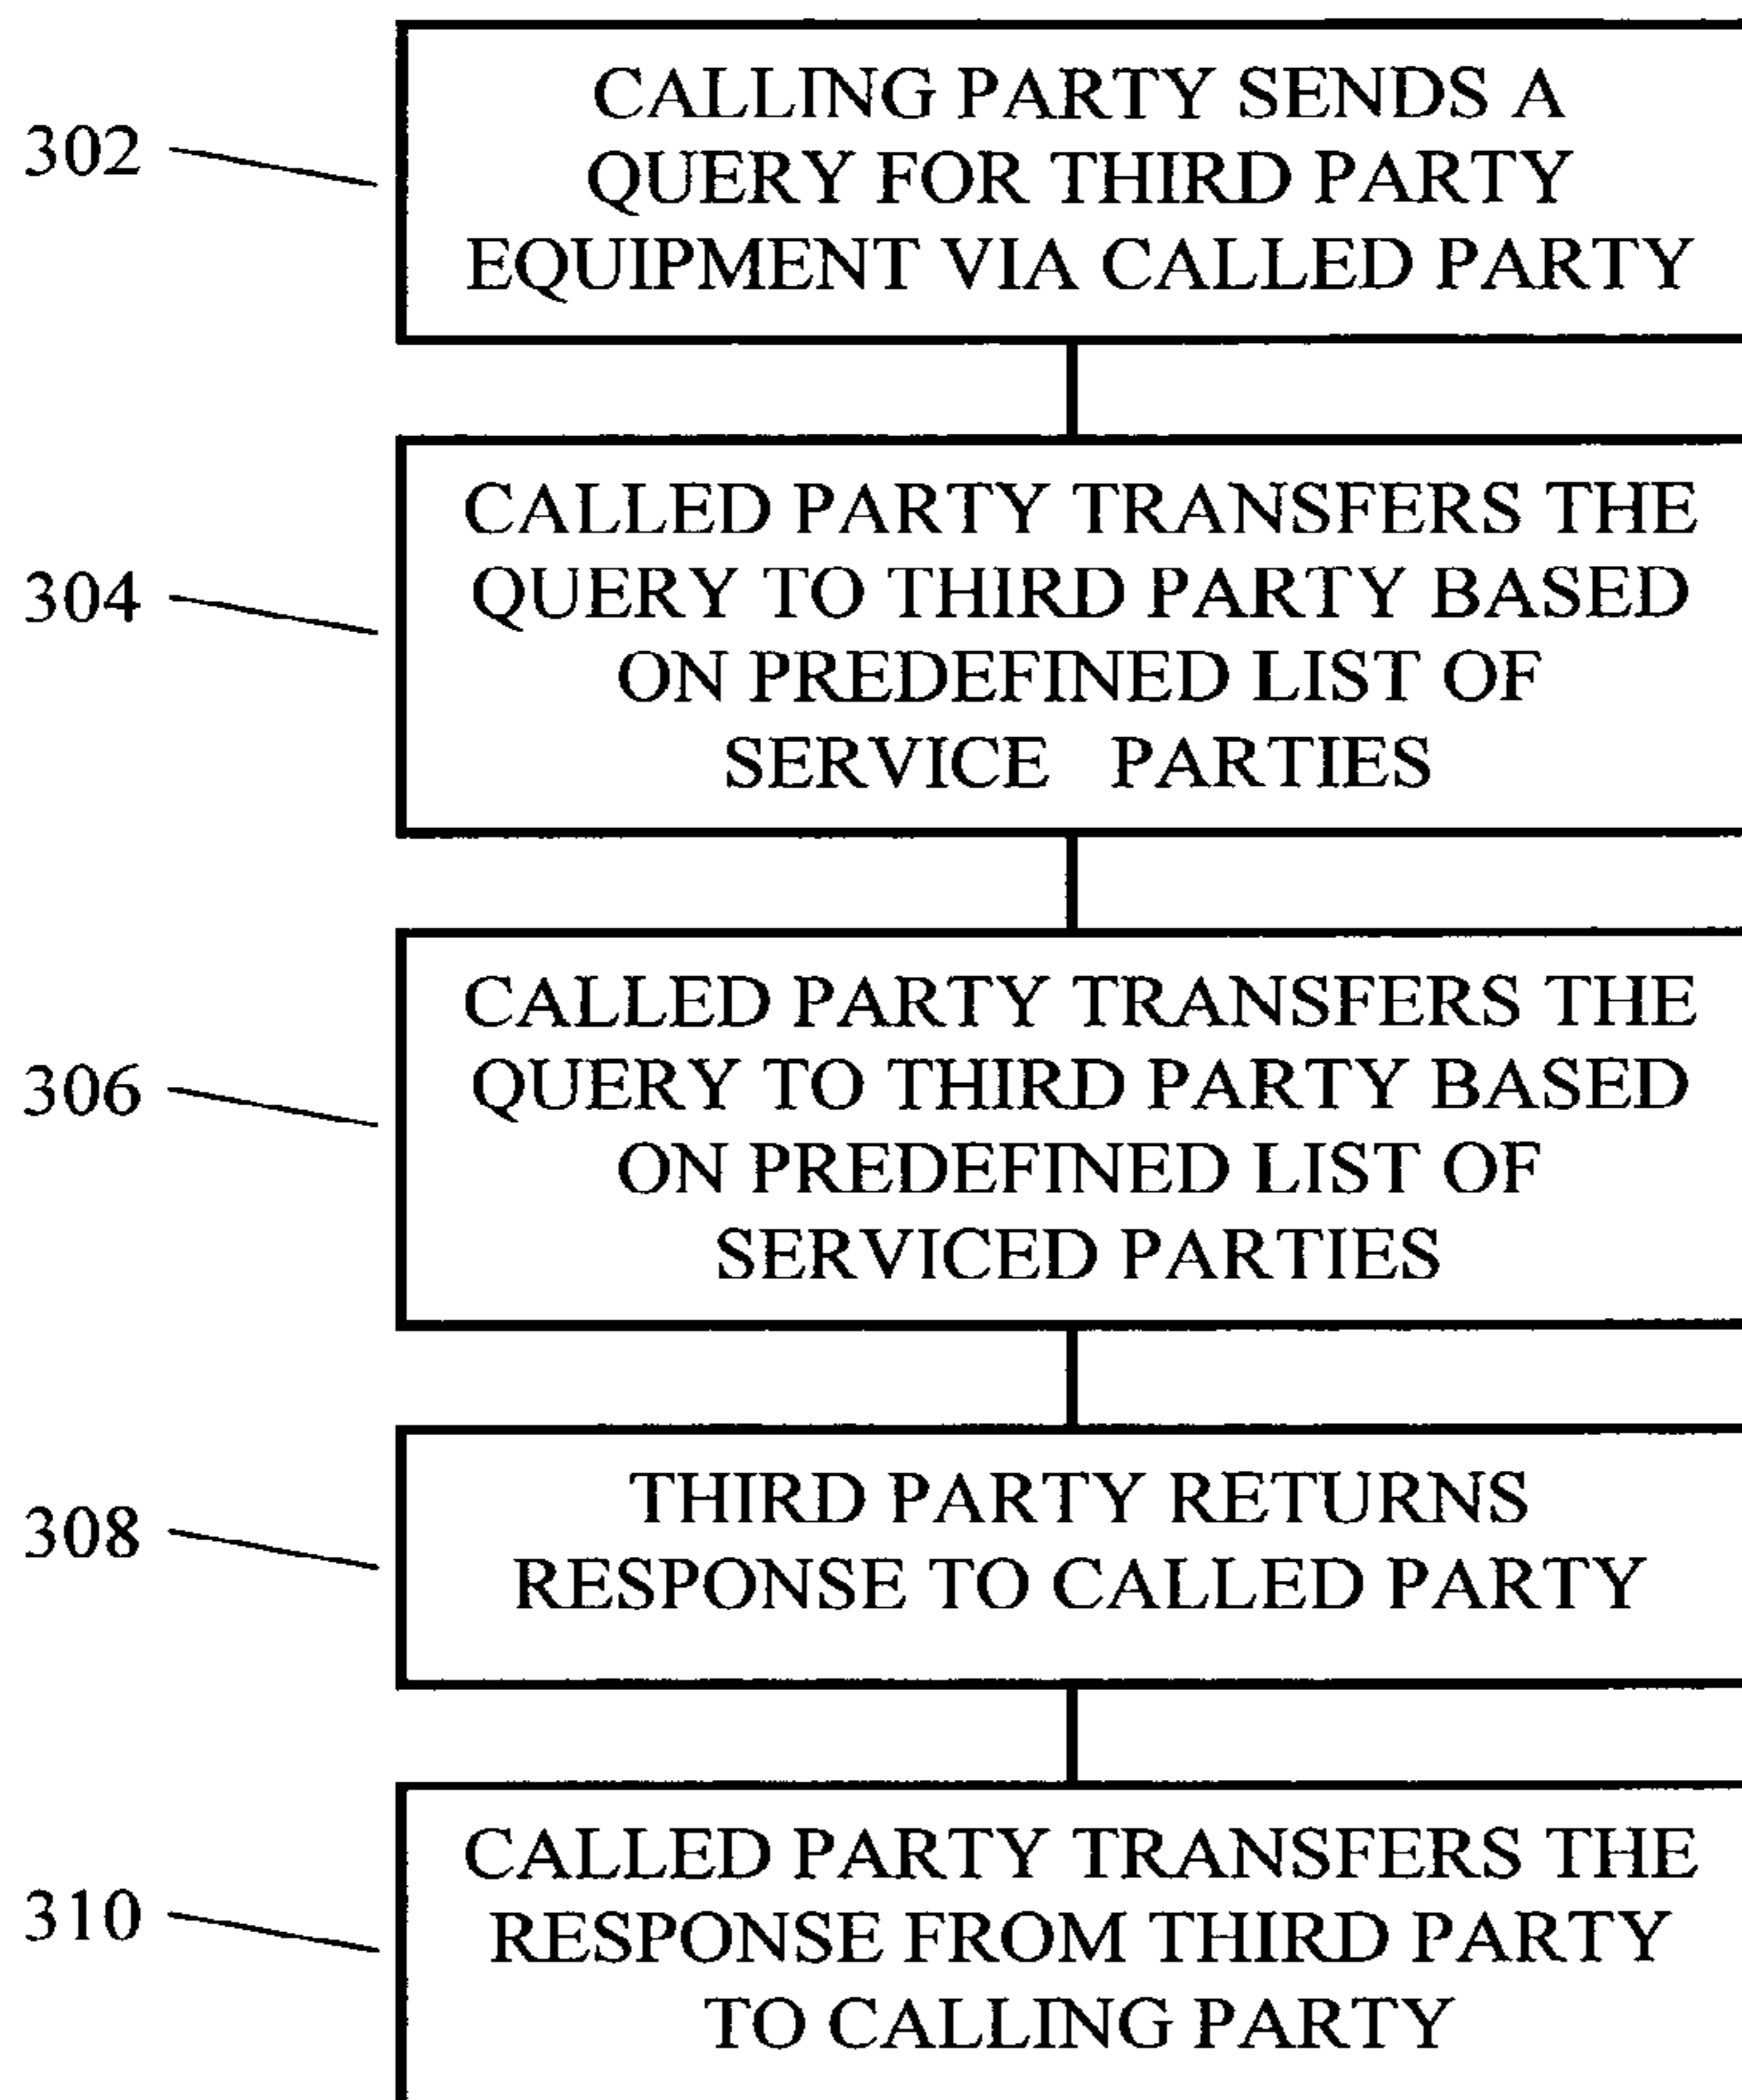 302
CALLING PARTY SENDS A
QUERY FOR THIRD PARTY
EQUIPMENT VIA CALLED PARTY
304
CALLED PARTY TRANSFERS THE
QUERY TO THIRD PARTY BASED
ON PREDEFINED LIST OF
SERVICE PARTIES
306
CALLED PARTY TRANSFERS THE
QUERY TO THIRD PARTY BASED
ON PREDEFINED LIST OF
SERVICED PARTIES
308
THIRD PARTY RETURNS
RESPONSE TO CALLED PARTY
310
CALLED PARTY TRANSFERS THE
RESPONSE FROM THIRD PARTY
TO CALLING PARTY